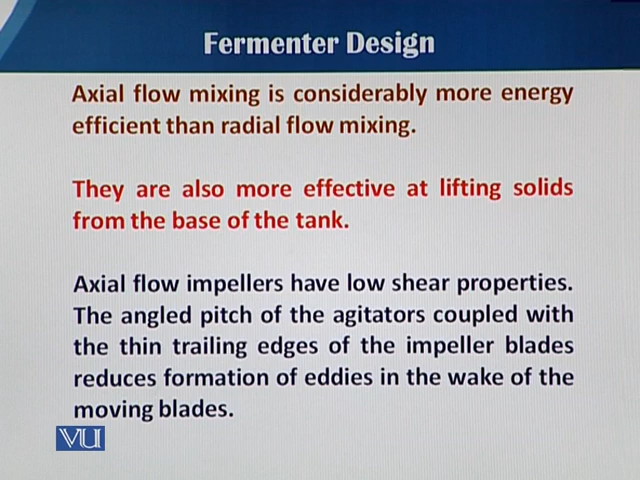 Fermenter Design
Axial flow mixing is considerably more energy
efficient than radial flow mixing.
They are also more effective at lifting solids
from the base of the tank.
Axial flow impellers have low shear properties.
The angled pitch of the agitators coupled with
the thin trailing edges of the impeller blades
reduces formation of eddies in the wake of the
moving blades.
VU